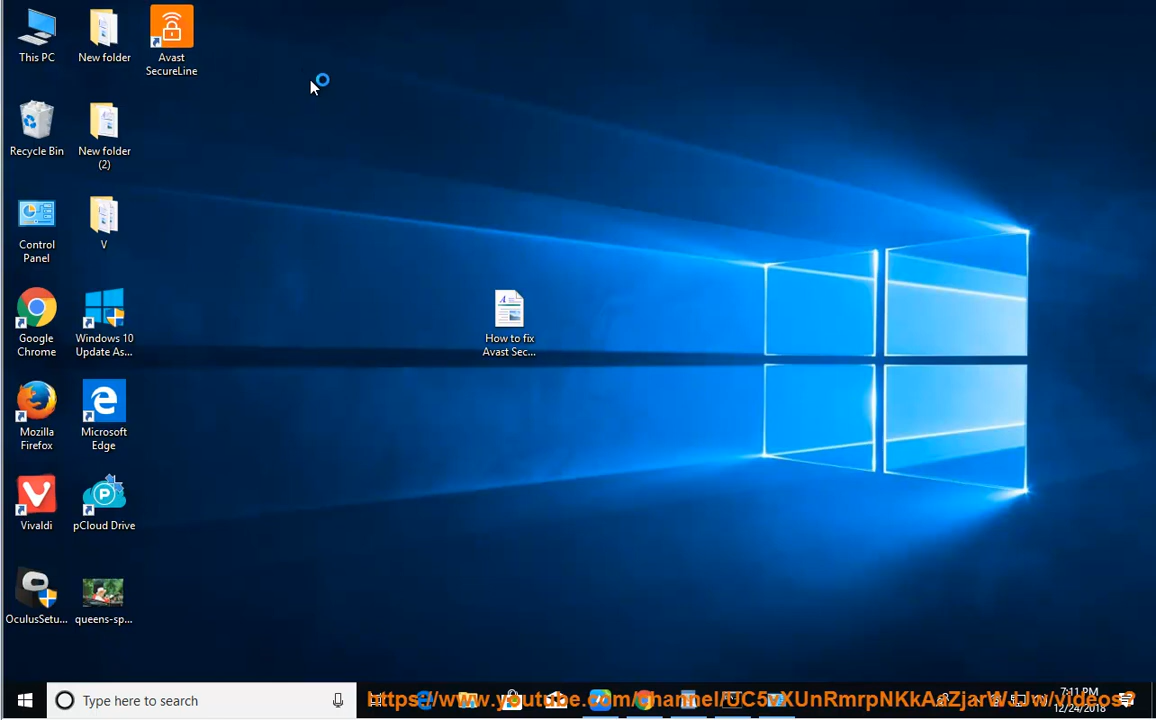 This PC
New folder
Avast
SecureLine
Recycle Bin
New folder
(2)
Control
Panel
V
Google
Chrome
Windows 10
Update As...
How to fix
Avast Sec...
Mozilla
Firefox
Microsoft
Edge
Vivaldi
pCloud Drive
OculusSetu...
queens-sp...
Type here to search
7:11 PM
12/24/2018